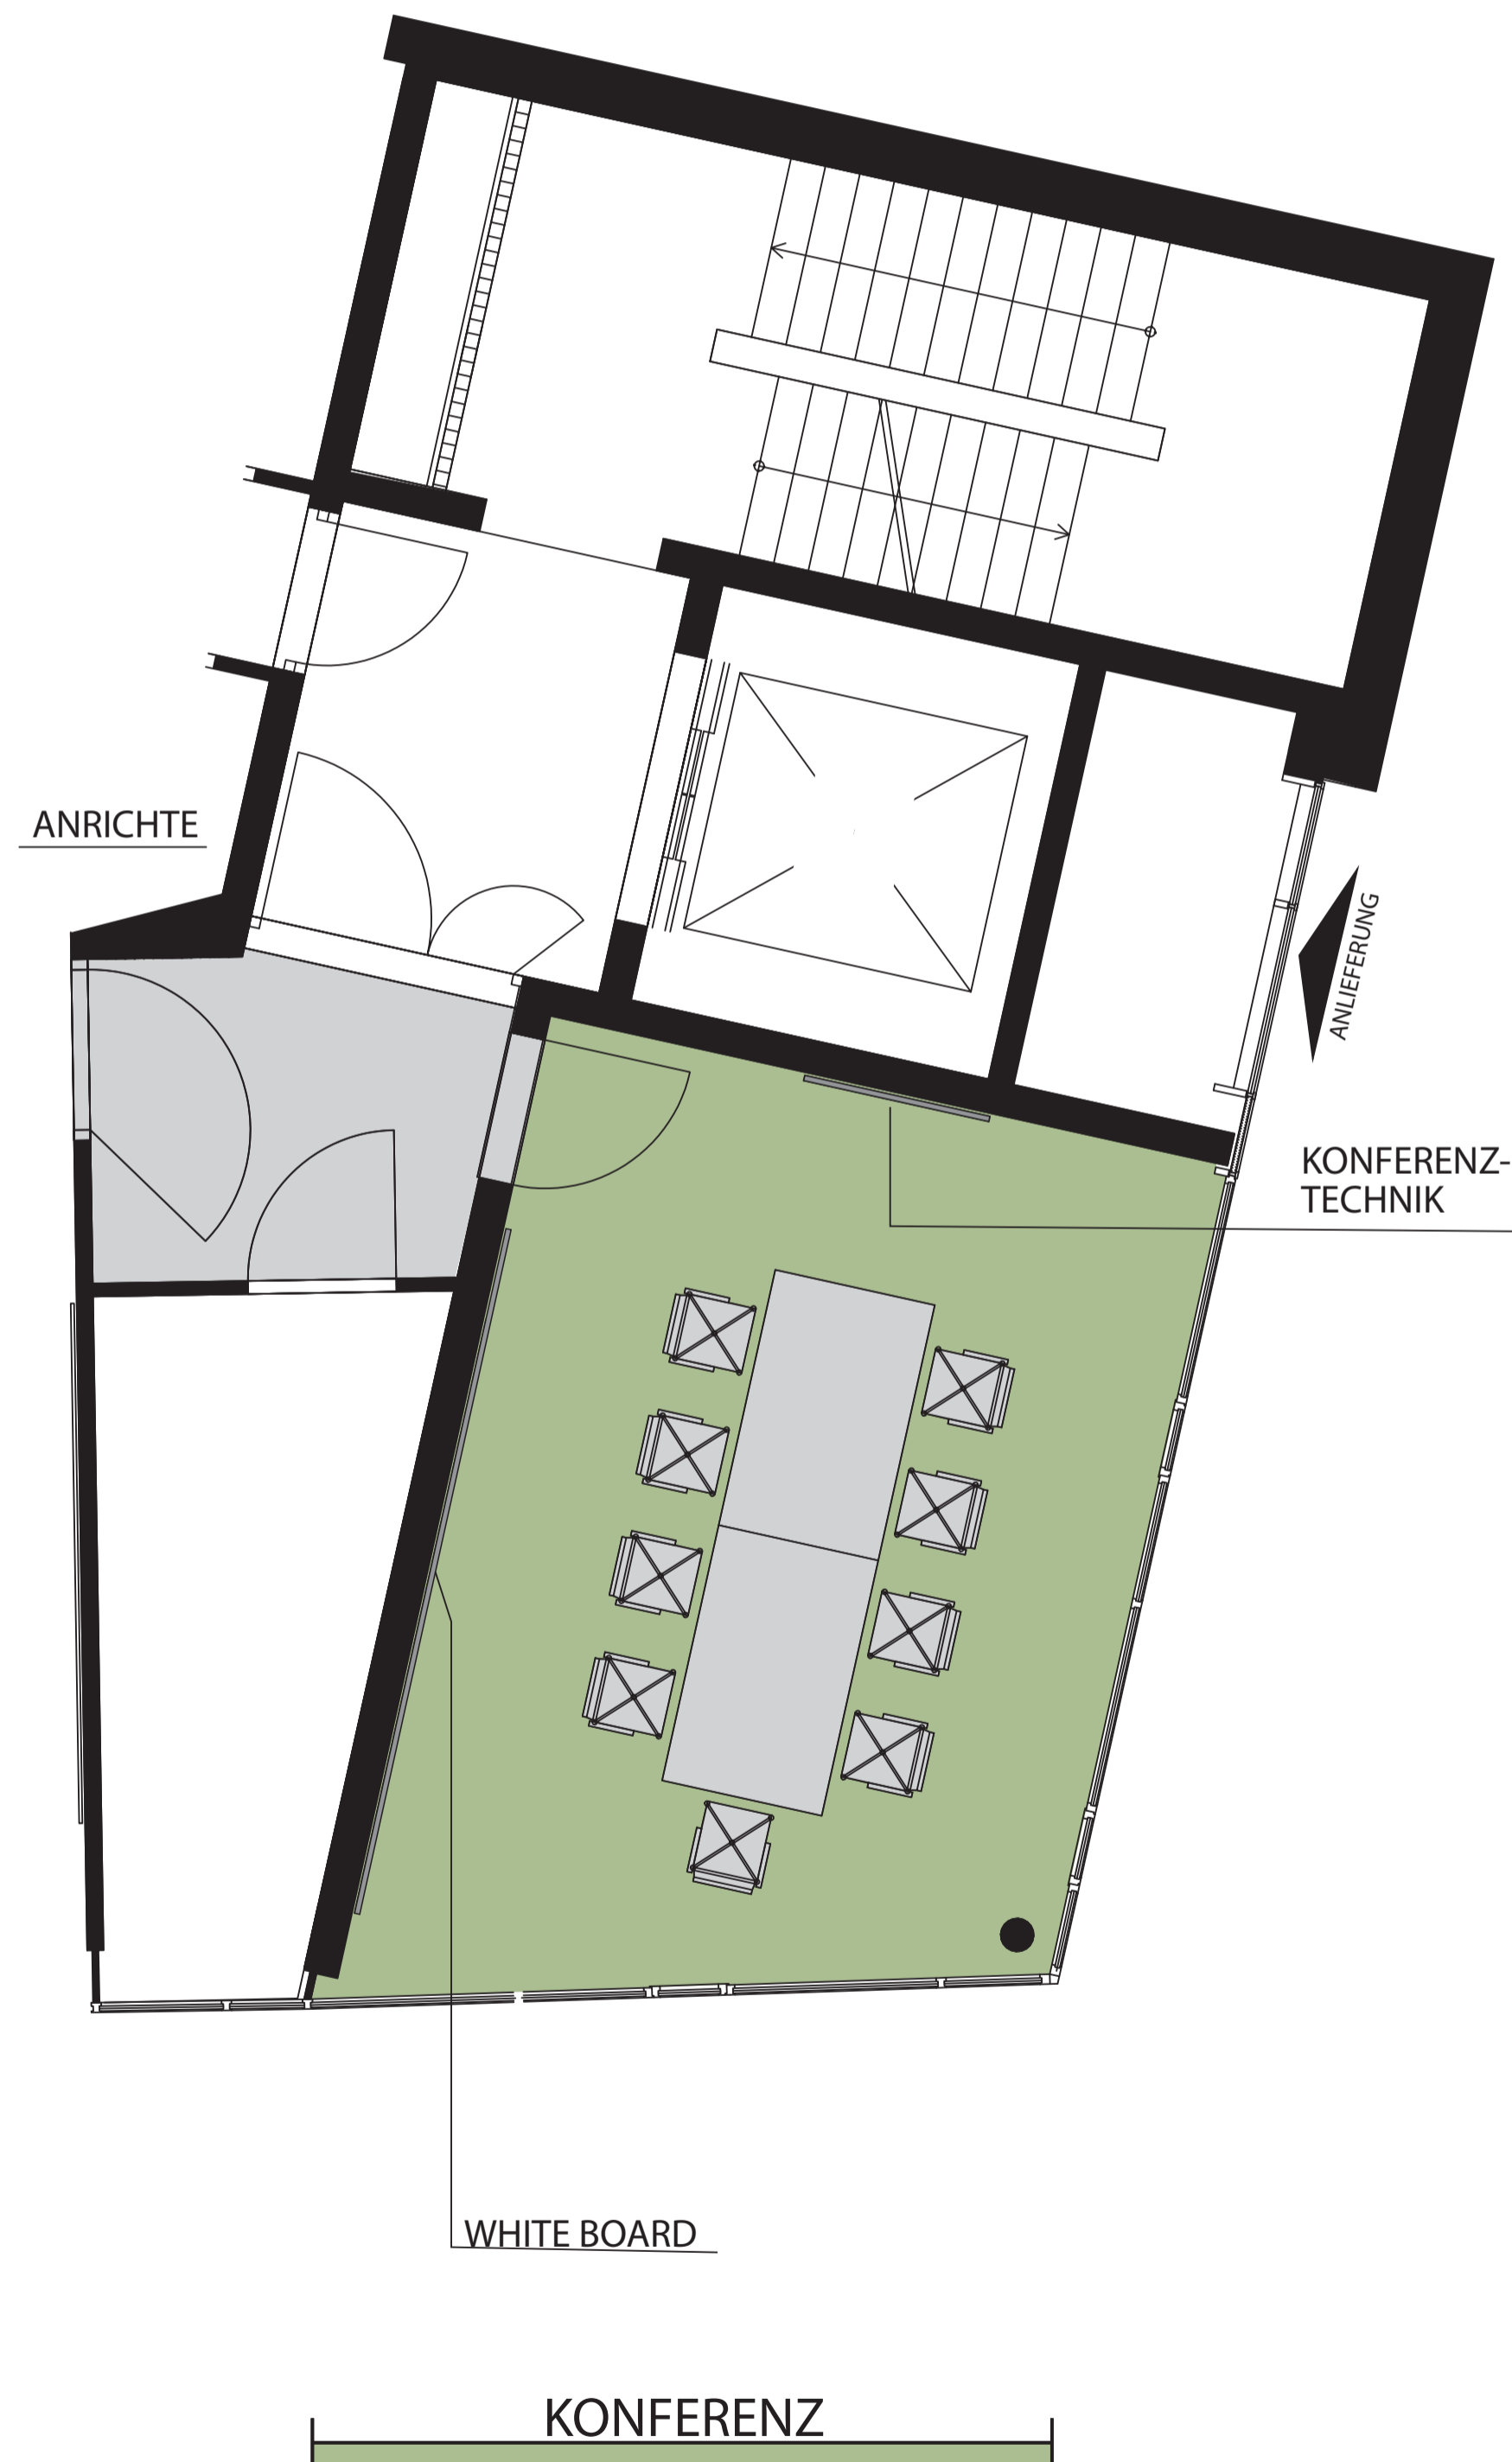 ANRICHTE
ANLIEFERUNG
KONFERENZ-
TECHNIK
WHITE BOARD
KONFERENZ